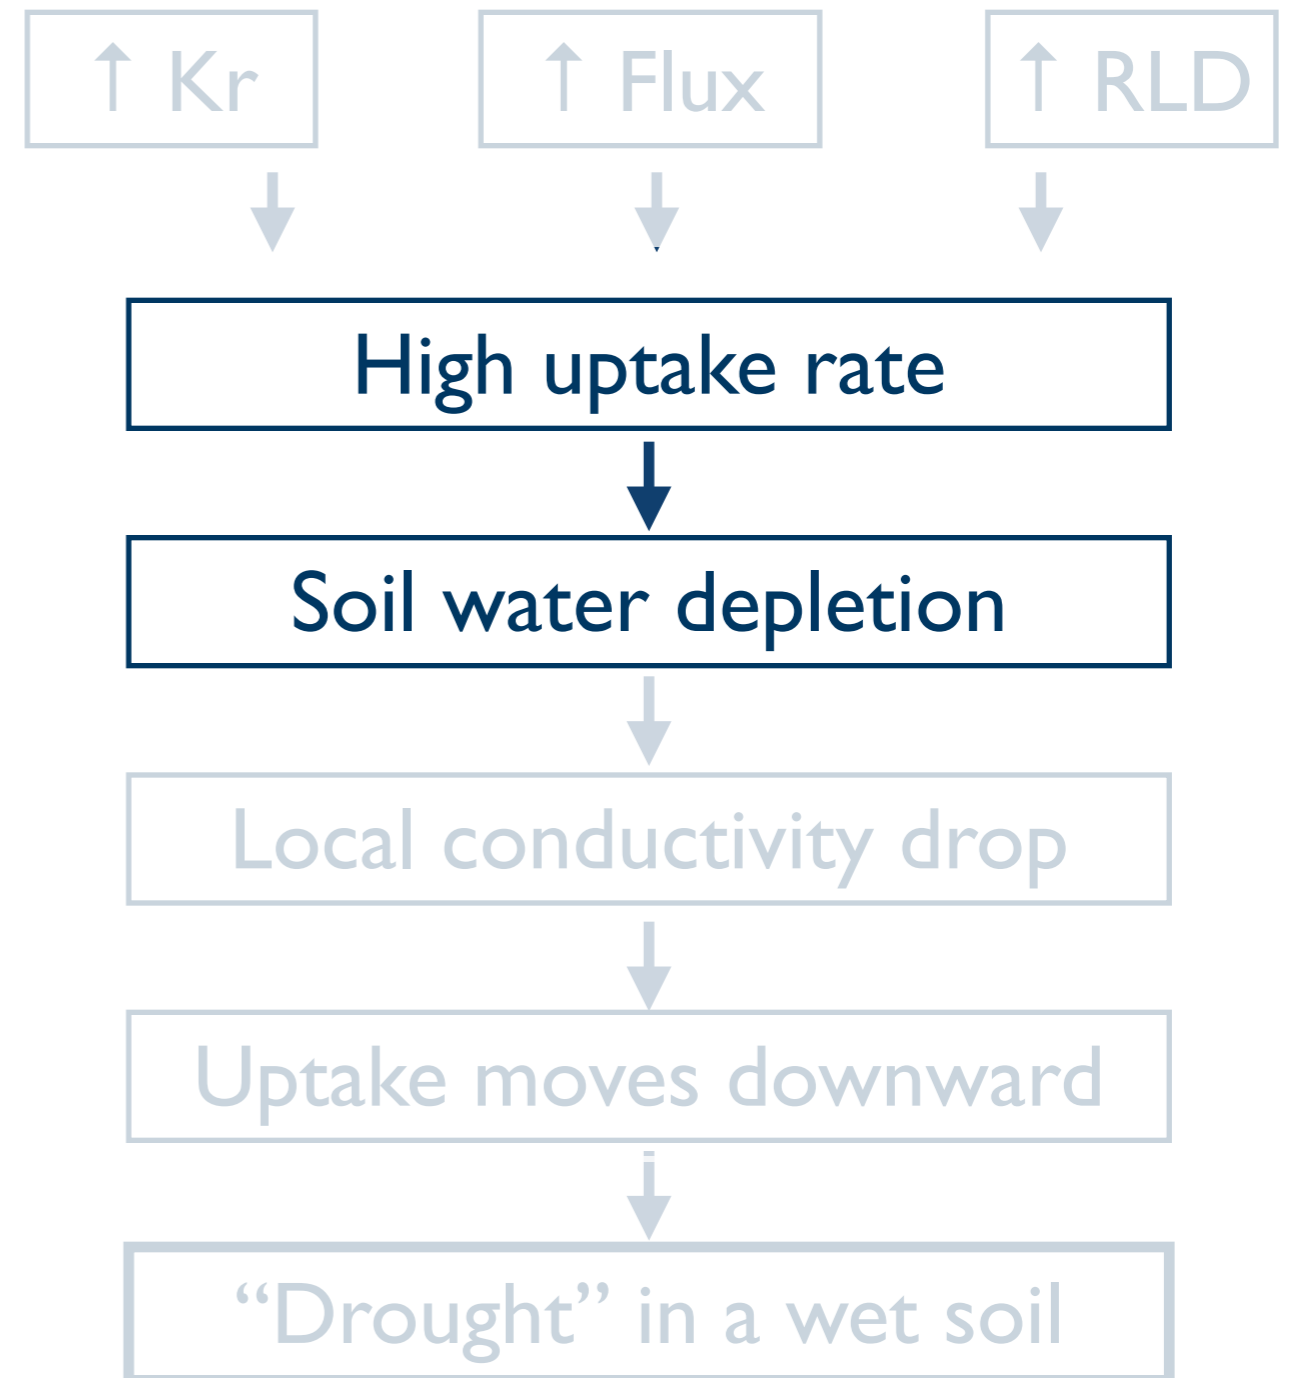 ↑ Kr
↑ Flux
↑ RLD
High uptake rate
Soil water depletion
Local conductivity drop
Uptake moves downward
“Drought” in a wet soil